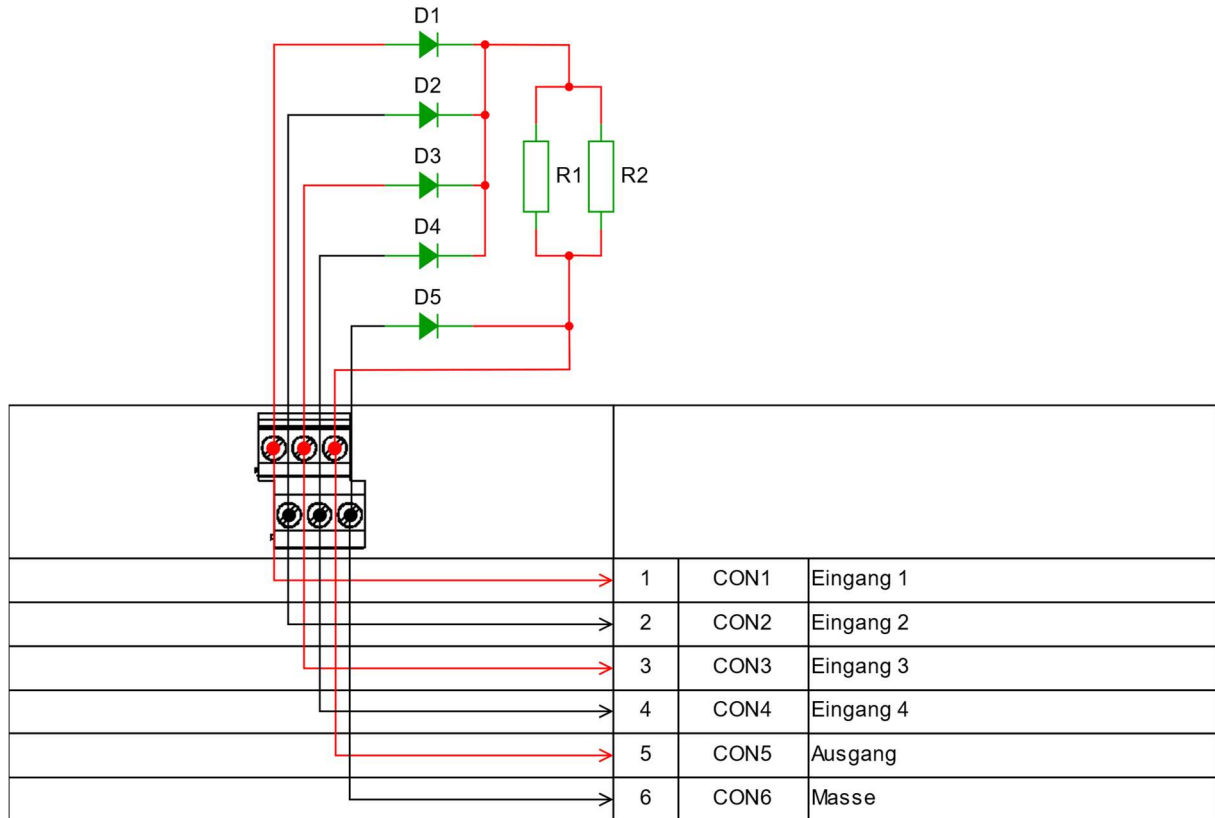 D1
D2
D3
D4
D5
R1 R2
1 CON1 Eingang 1
2 CON2 Eingang 2
3 CON3 Eingang 3
4 CON4 Eingang 4
5 CON5 Ausgang
6 CON6 Masse